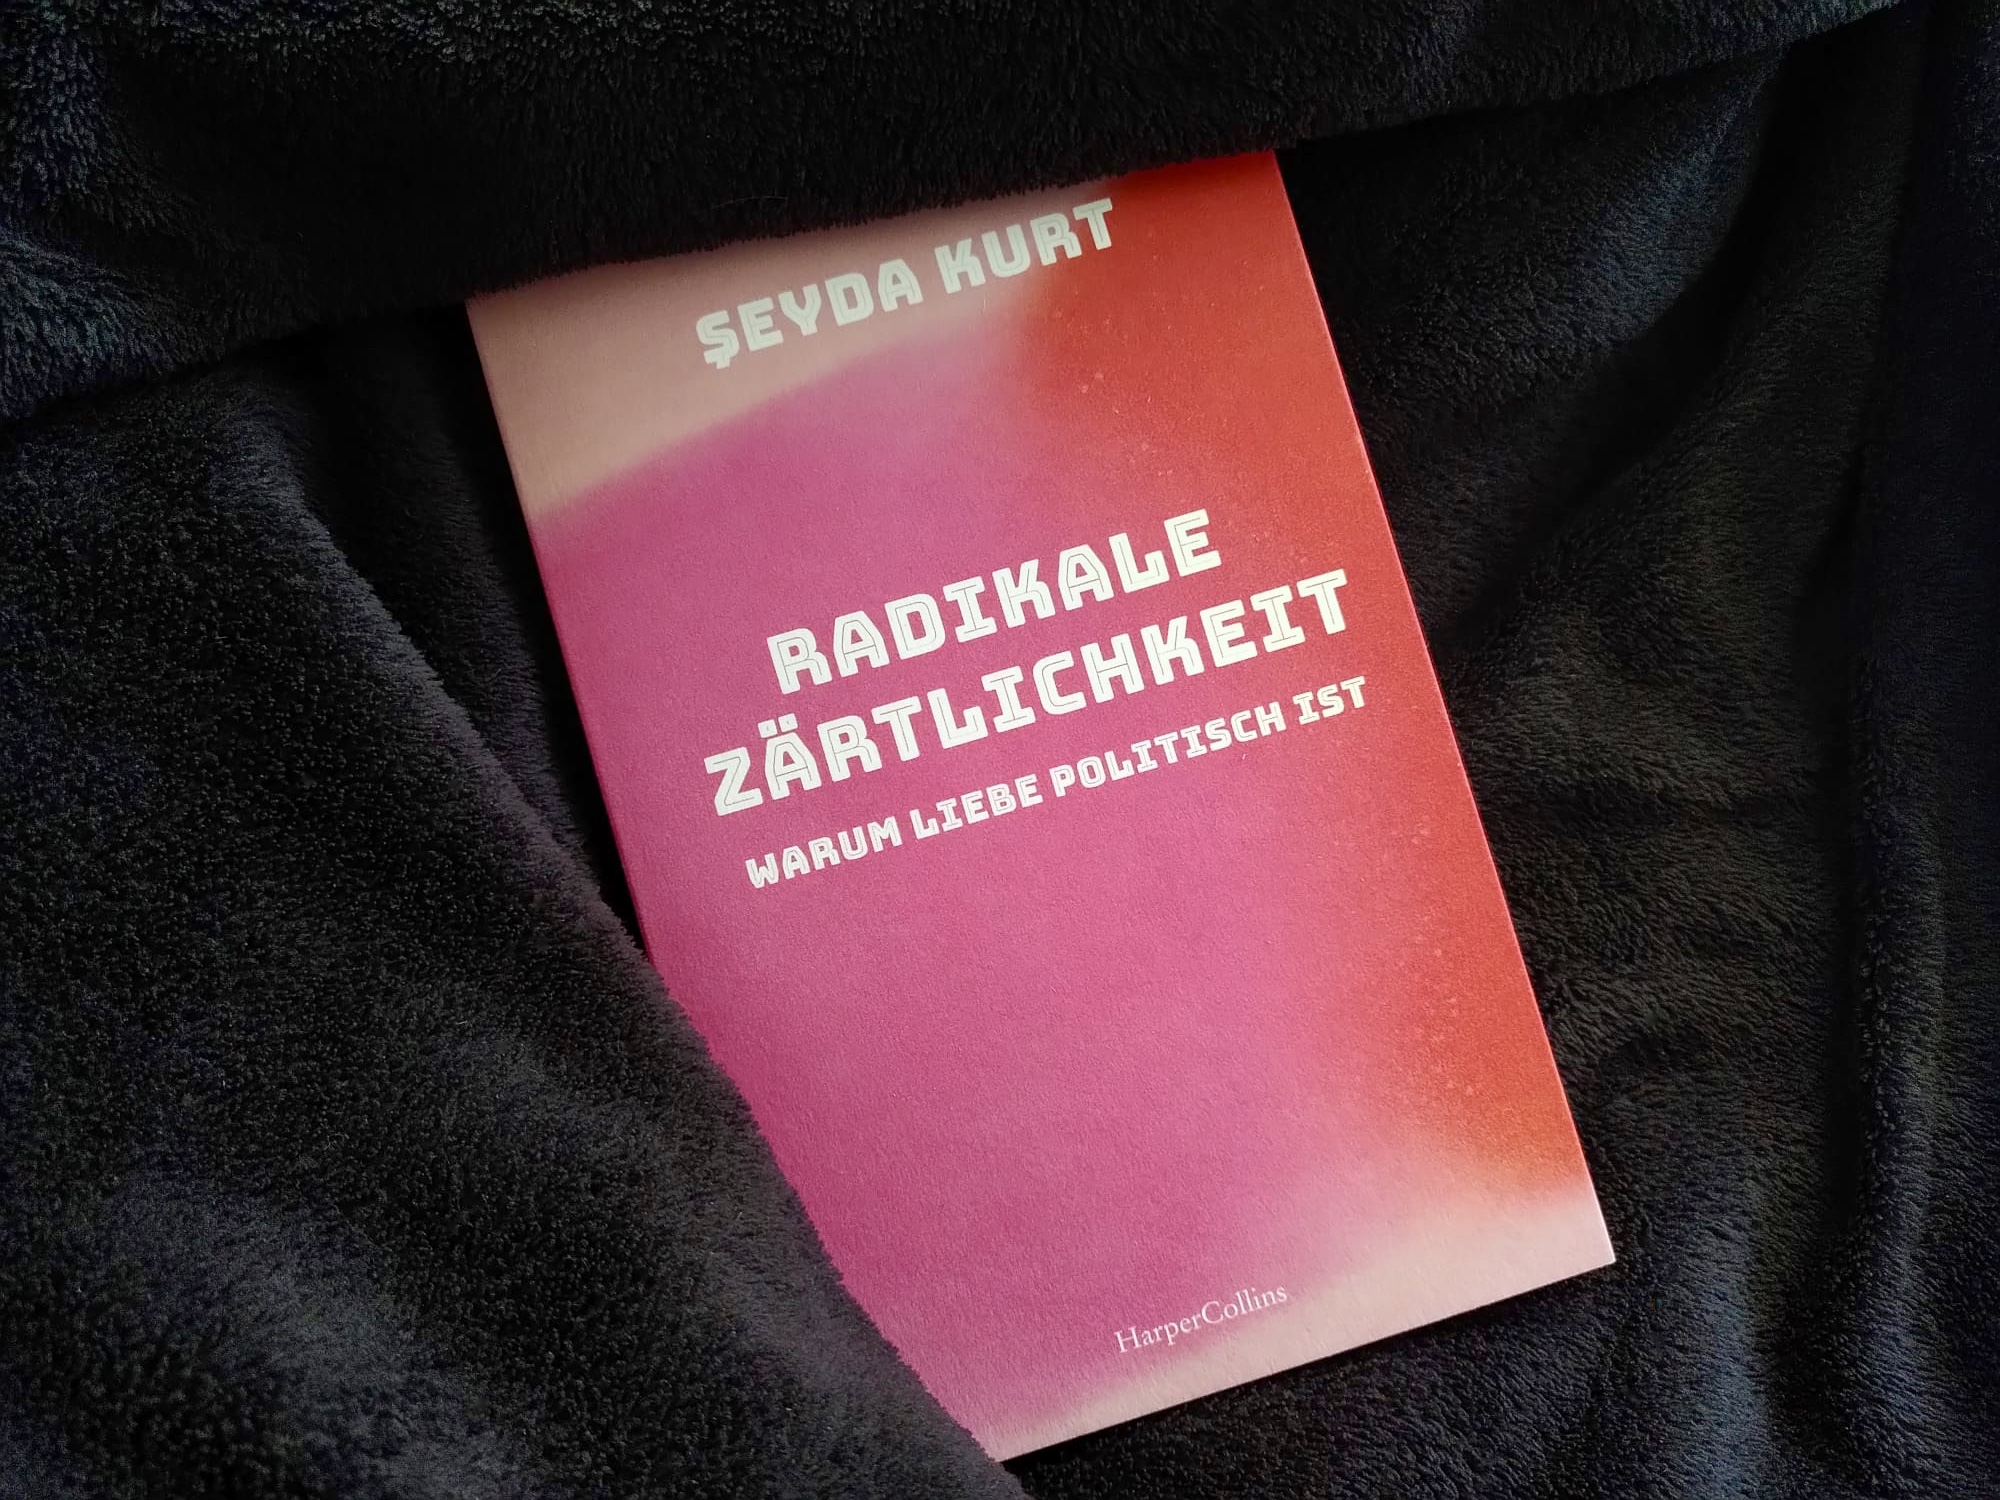 ŞEYDA KURT
RADIKALE
ZÄRTLICHKEIT
WARUM LIEBE POLITISCH IST
HarperCollins